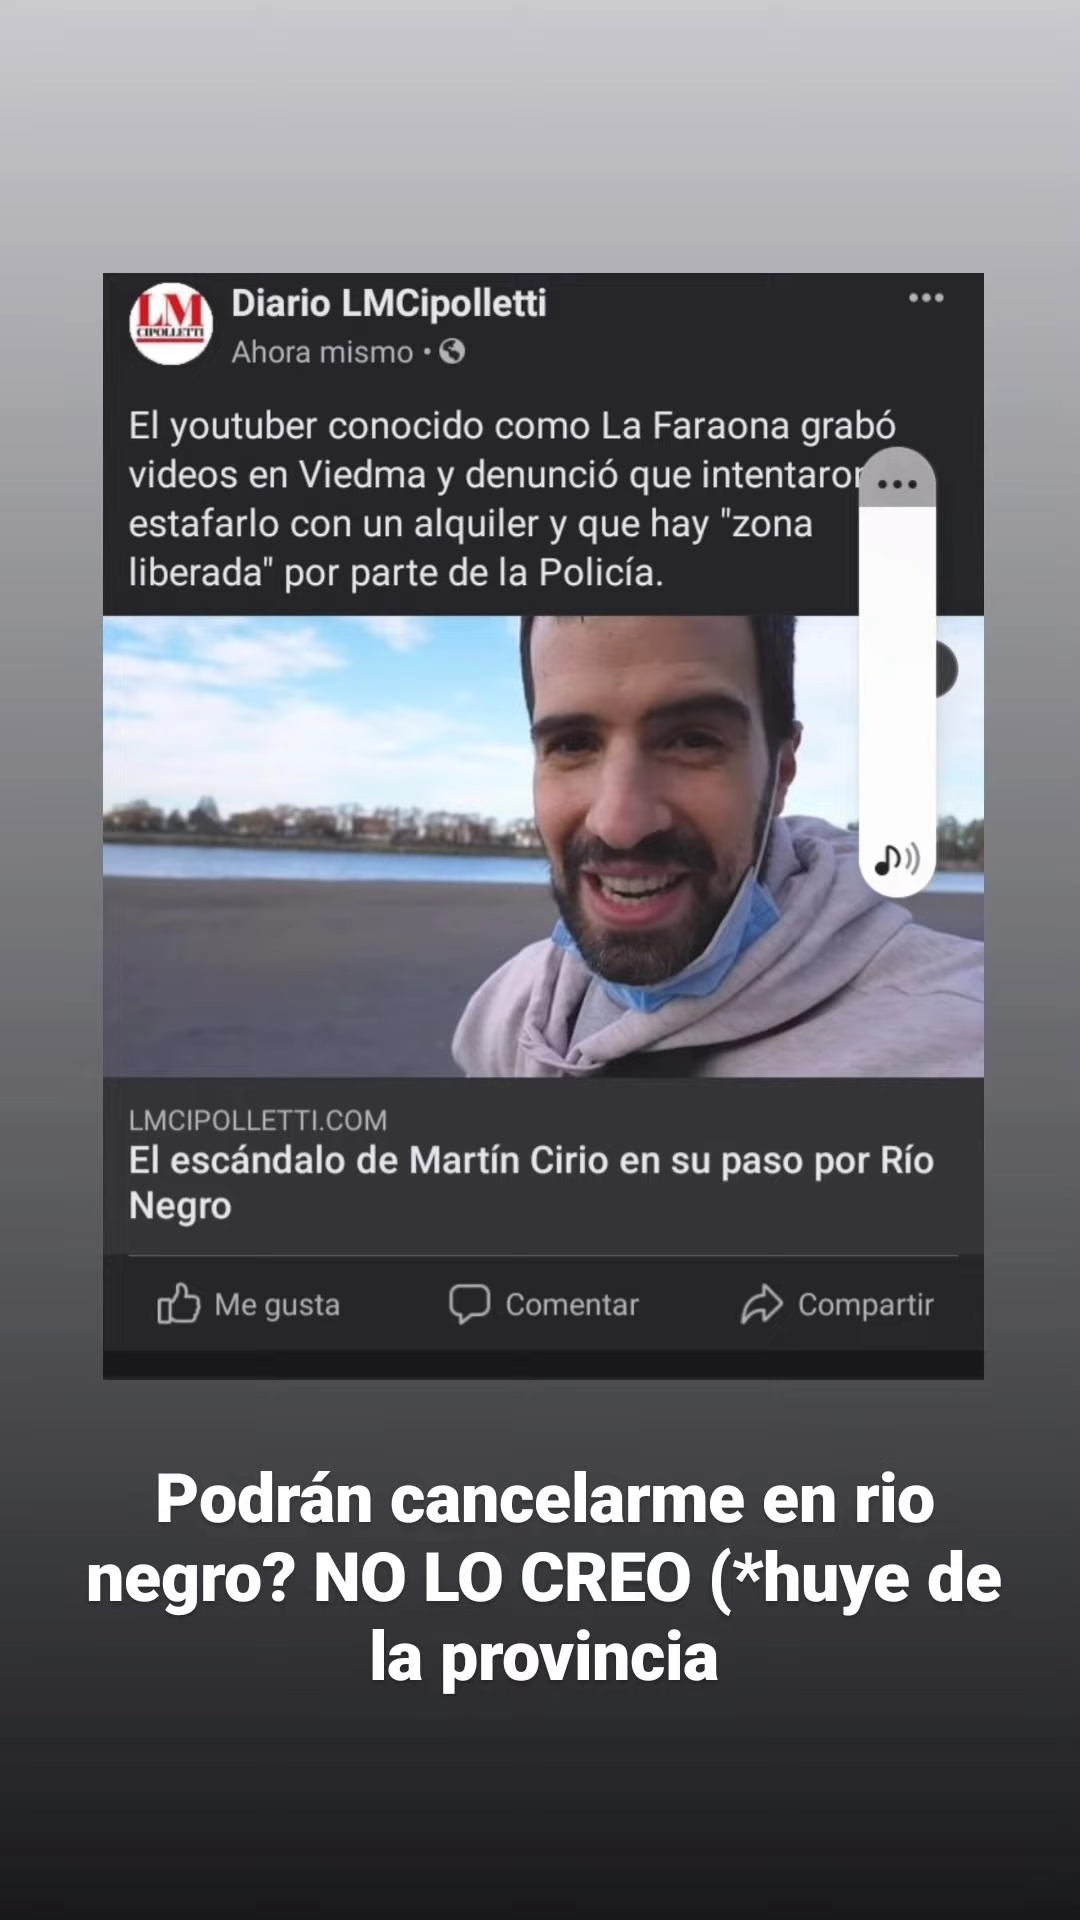 LM
CIPOLLETTI
Diario LMCipolletti
Ahora mismo •
El youtuber conocido como La Faraona grabó
videos en Viedma y denunció que intentaron
estafarlo con un alquiler y que hay "zona
liberada" por parte de la Policía.
LMCIPOLLETTI.COM
El escándalo de Martín Cirio en su paso por Río
Negro
Me gusta
Comentar
Compartir
Podrán cancelarme en rio
negro? NO LO CREO (*huye de
la provincia